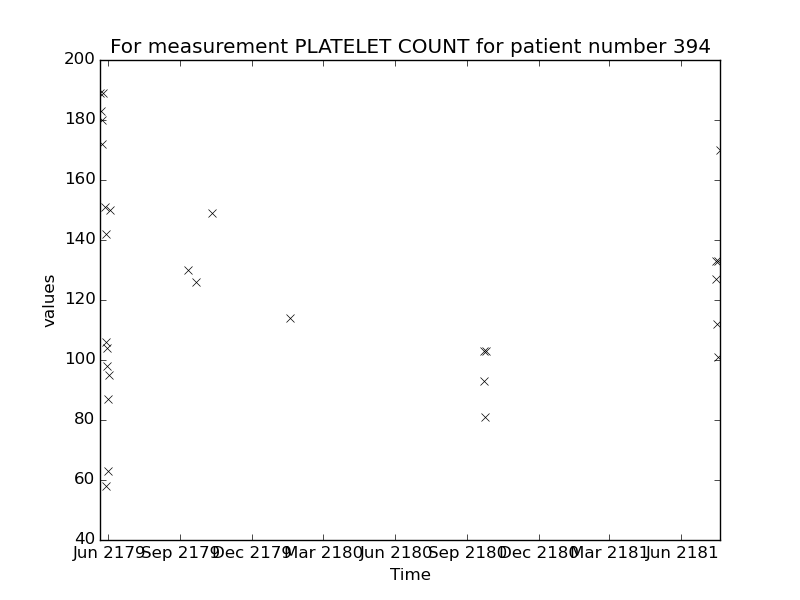 For measurement PLATELET COUNT for patient number 394
200
180
160
140
120
100
80
60
40
values
Jun 2179 Sep 2179 Dec 2179 Mar 2180 Jun 2180 Sep 2180 Dec 2180 Mar 2181 Jun 2181
Time